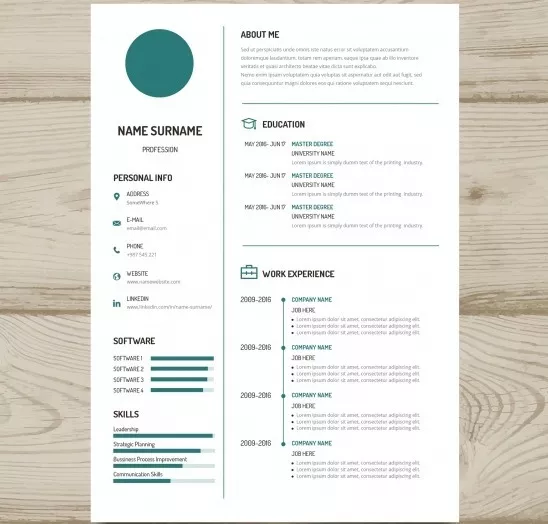 NAME SURNAME
PROFESSION
PERSONAL INFO
ADDRESS
SomeWhere 5
E-MAIL
email@email.com
PHONE
+987 545 221
WEBSITE
www.namewebsite.com
LINKEDIN
www.linkedin.com/in/name-surname/
SOFTWARE
SOFTWARE 1
SOFTWARE 2
SOFTWARE 3
SOFTWARE 4
SKILLS
Leadership
Strategic Planning
Bussiness Process Improvement
Communication Skills
ABOUT ME
Sed ut perspiciatis unde omnis iste natus error sit voluptatem accusantium
doloremque laudantium, totam rem aperiam, eaque ipsa quae ab illo inventore
veritatis et quasi architecto beatae vitae dicta sunt explicabo.
Nemo enim ipsam voluptatem quia voluptas sit aspernatur aut odit aut fugit, sed
quia consequuntur magni dolores eos qui ratione voluptatem sequi nesciunt.
EDUCATION
MAY 2016- JUN 17 MASTER DEGREE
UNIVERSITY NAME
Lorem Ipsum is simply dummy text of the printing industry.
MAY 2016- JUN 17 MASTER DEGREE
UNIVERSITY NAME
Lorem Ipsum is simply dummy text of the printing industry.
MAY 2016- JUN 17 MASTER DEGREE
UNIVERSITY NAME
Lorem Ipsum is simply dummy text of the printing industry.
WORK EXPERIENCE
2009-2016 COMPANY NAME
JOB HERE
Lorem ipsum dolor sit amet, consectetur adipiscing elit.
Lorem ipsum dolor sit amet, consectetur adipiscing elit.
Lorem ipsum dolor sit amet, consectetur adipiscing elit.
2009-2016 COMPANY NAME
JOB HERE
Lorem ipsum dolor sit amet, consectetur adipiscing elit.
Lorem ipsum dolor sit amet, consectetur adipiscing elit.
Lorem ipsum dolor sit amet, consectetur adipiscing elit.
2009-2016 COMPANY NAME
JOB HERE
Lorem ipsum dolor sit amet, consectetur adipiscing elit.
Lorem ipsum dolor sit amet, consectetur adipiscing elit.
Lorem ipsum dolor sit amet, consectetur adipiscing elit.
2009-2016 COMPANY NAME
JOB HERE
Lorem ipsum dolor sit amet, consectetur adipiscing elit.
Lorem ipsum dolor sit amet, consectetur adipiscing elit.
Lorem ipsum dolor sit amet, consectetur adipiscing elit.